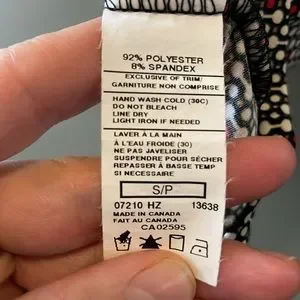 92% POLYESTER
8% SPANDEX
EXCLUSIVE OF TRIM/
GARNITURE NON COMPRISE
HAND WASH COLD (30C)
DO NOT BLEACH
LINE DRY
LIGHT IRON IF NEEDED
LAVER À LA MAIN
À L'EAU FROIDE (30)
NE PAS JAVELISER
SUSPENDRE POUR SÉCHER
REPASSER À BASSE TEMP
SI NECESSAIRE
S/P
07210 HZ 13638
MADE IN CANADA
FAIT AU CANADA
CA02595